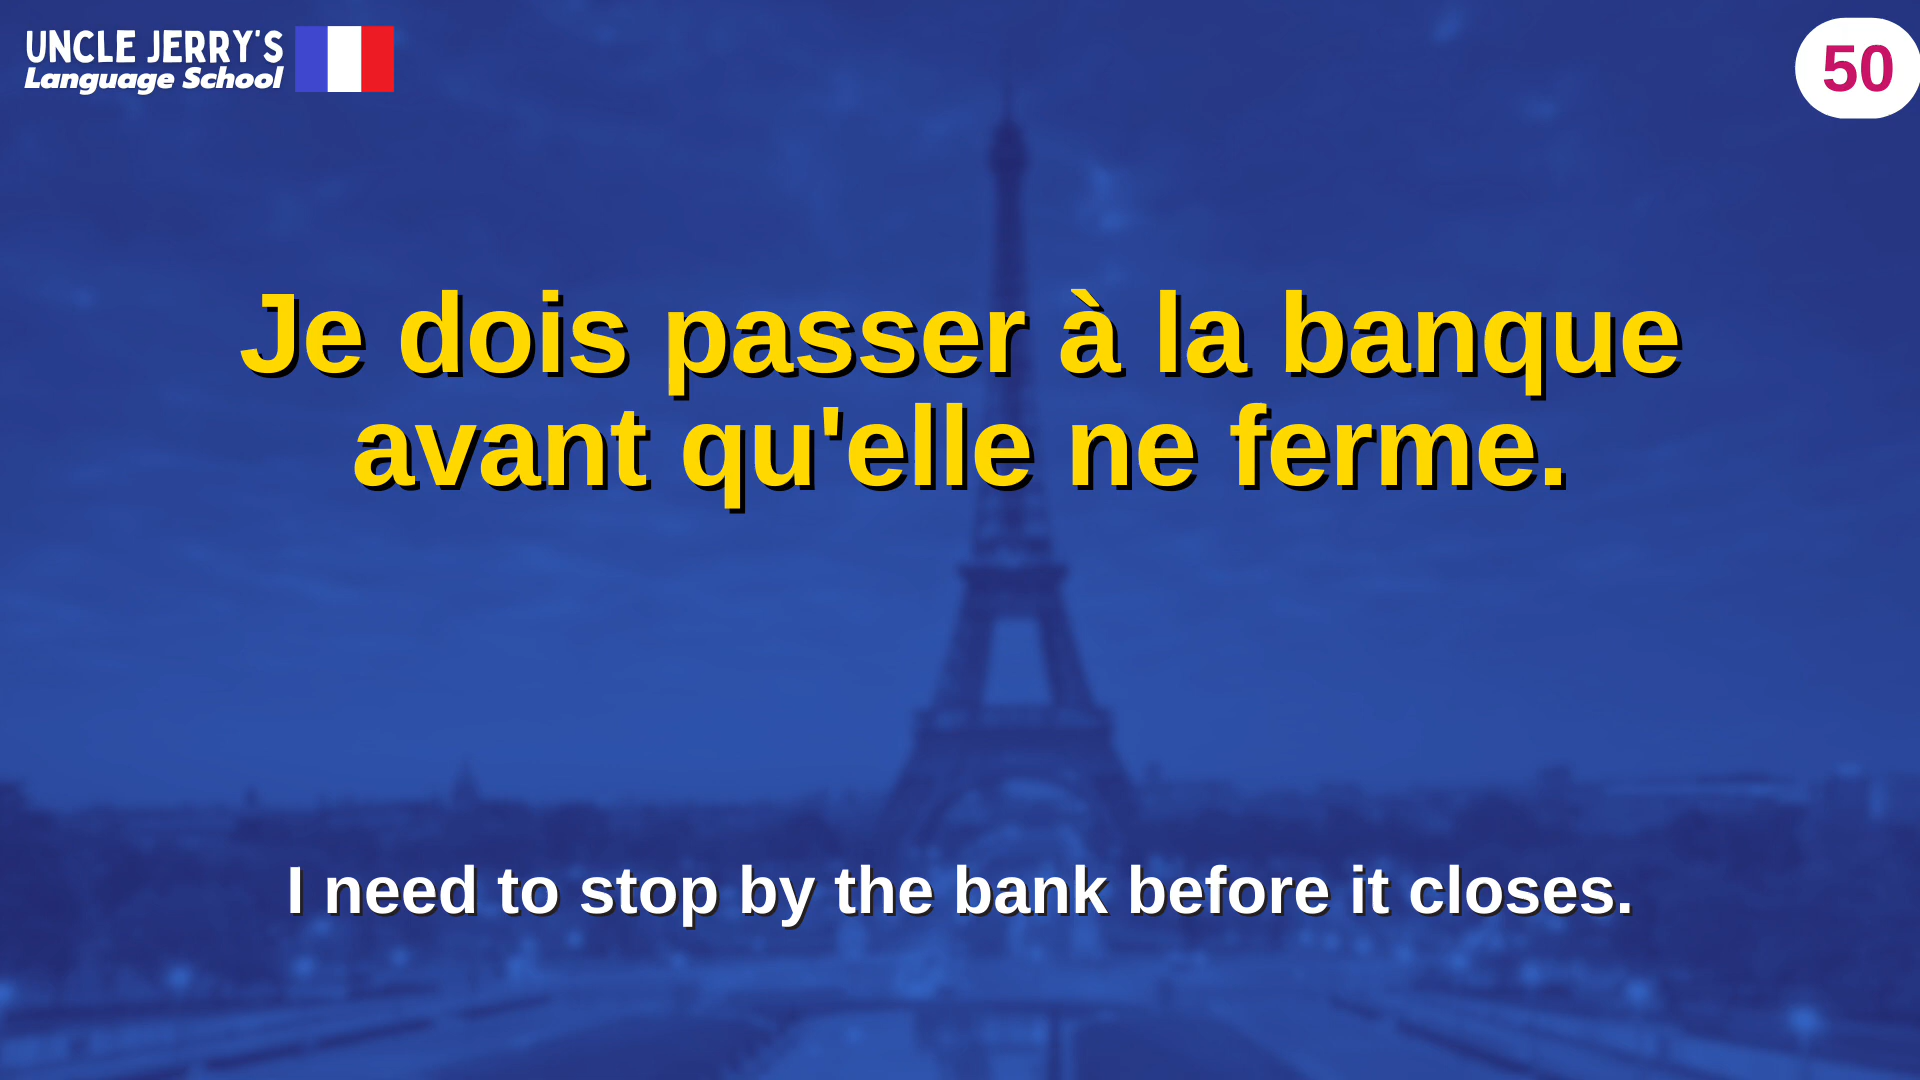 UNCLE JERRY'S
Language School
50
Je dois passer à la banque
avant qu'elle ne ferme.
I need to stop by the bank before it closes.